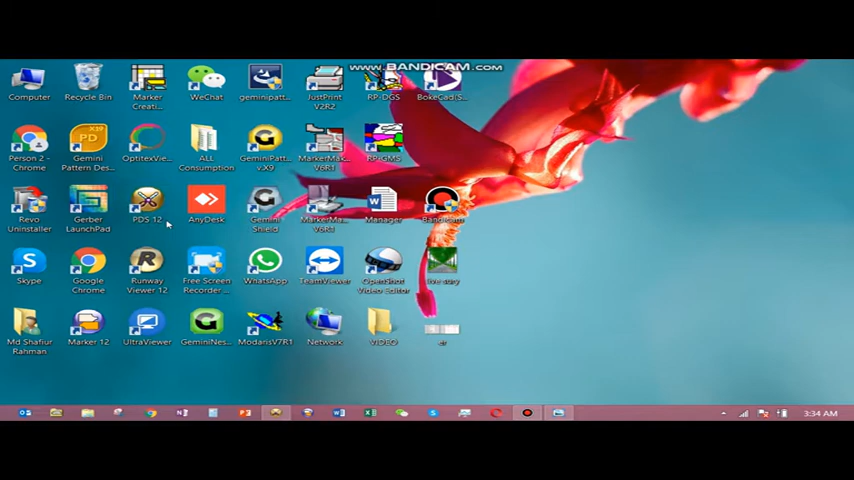 www.BANDICAM.com
Computer
Recycle Bin
Marker
Creati...
WeChat
geminipatt...
JustPrint
V2R2
RP-DGS
BokeCad(S...
Person 2 -
Chrome
Gemini
Pattern Des...
OptitexVie...
ALL
Consumption
GeminiPatt...
v.X9
MarkerMak...
V6R1
RP-GMS
Revo
Uninstaller
Gerber
LaunchPad
PDS 12
AnyDesk
Gemini
Shield
MarkerMa...
V6R1
Manager
Bandicam
Skype
Google
Chrome
Runway
Viewer 12
Free Screen
Recorder ...
WhatsApp
TeamViewer
OpenShot
Video Editor
Md Shafiur
Rahman
Marker 12
UltraViewer
GeminiNes...
ModarisV7R1
Network
VIDEO
er
3:34 AM